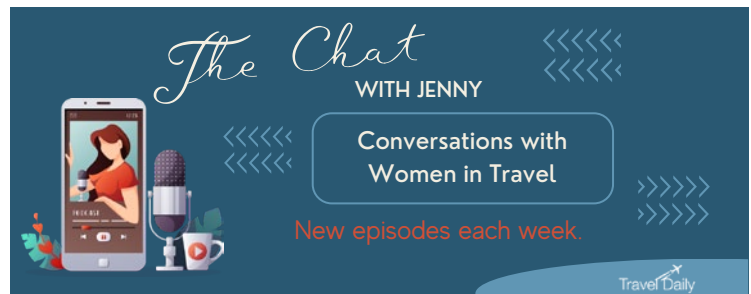 The Chat
WITH JENNY
Conversations with
Women in Travel
New episodes each week.
Travel Daily